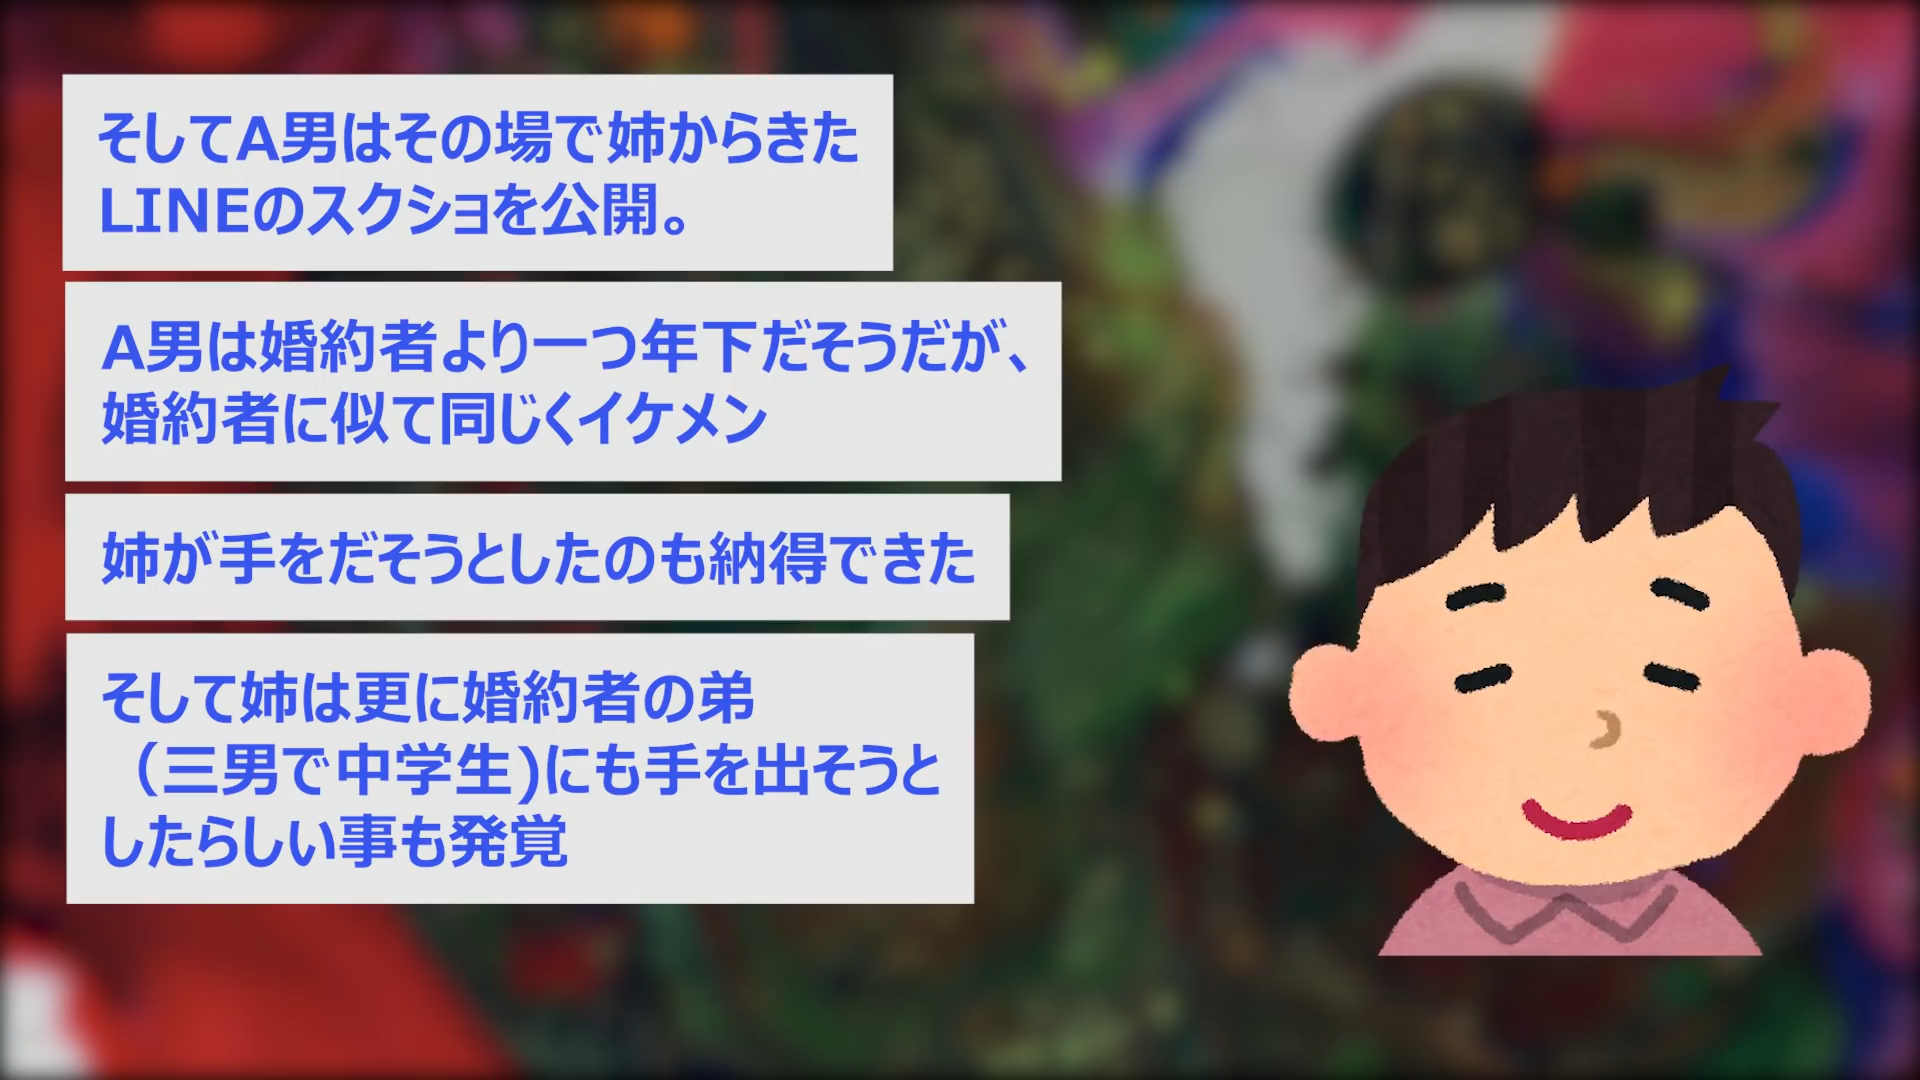 そしてA男はその場で姉からきた
LINEのスクショを公開。
A男は婚約者より一つ年下だそうだが、
婚約者に似て同じくイケメン
姉が手をだそうとしたのも納得できた
そして姉は更に婚約者の弟
（三男で中学生)にも手を出そうと
したらしい事も発覚